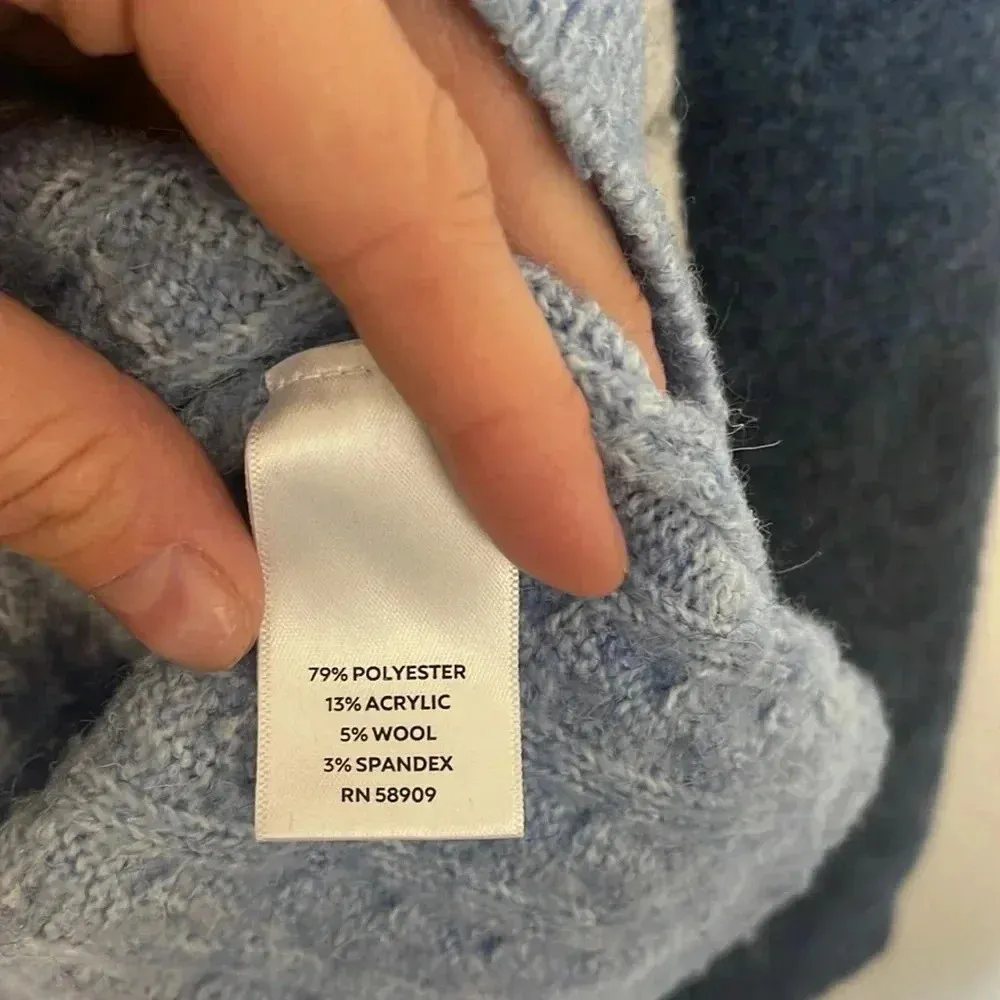 79% POLYESTER
13% ACRYLIC
5% WOOL
3% SPANDEX
RN 58909